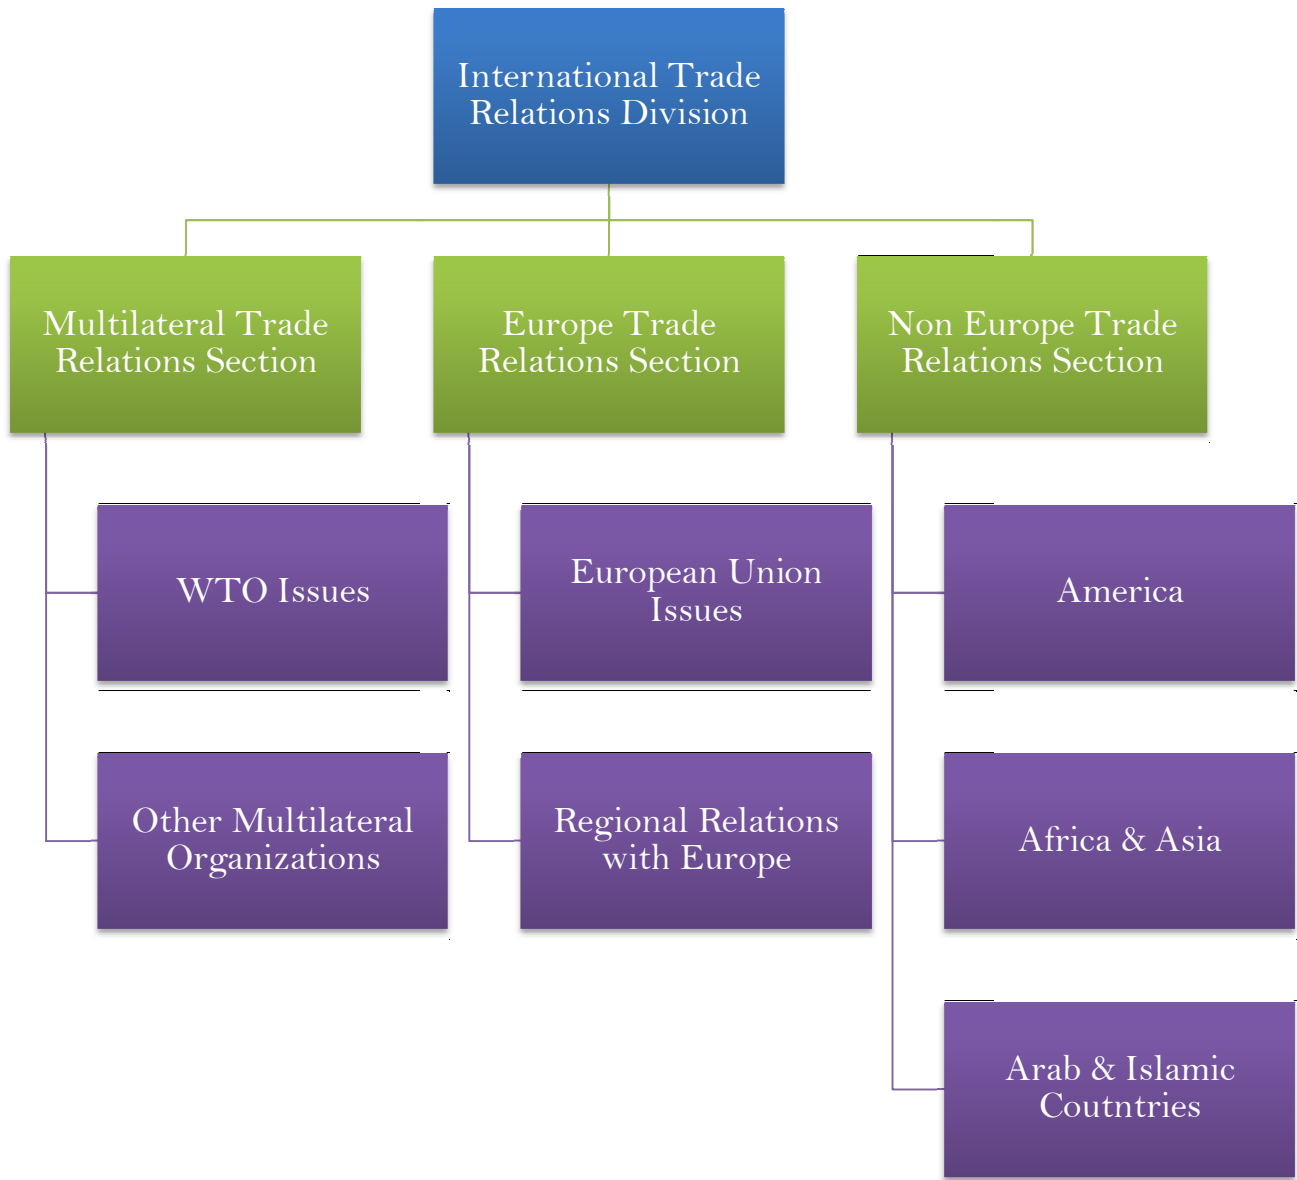 International Trade
Relations Division
Multilateral Trade
Relations Section
Europe Trade
Relations Section
Non Europe Trade
Relations Section
WTO Issues
European Union
Issues
America
Other Multilateral
Organizations
Regional Relations
with Europe
Africa & Asia
Arab & Islamic
Coutntries